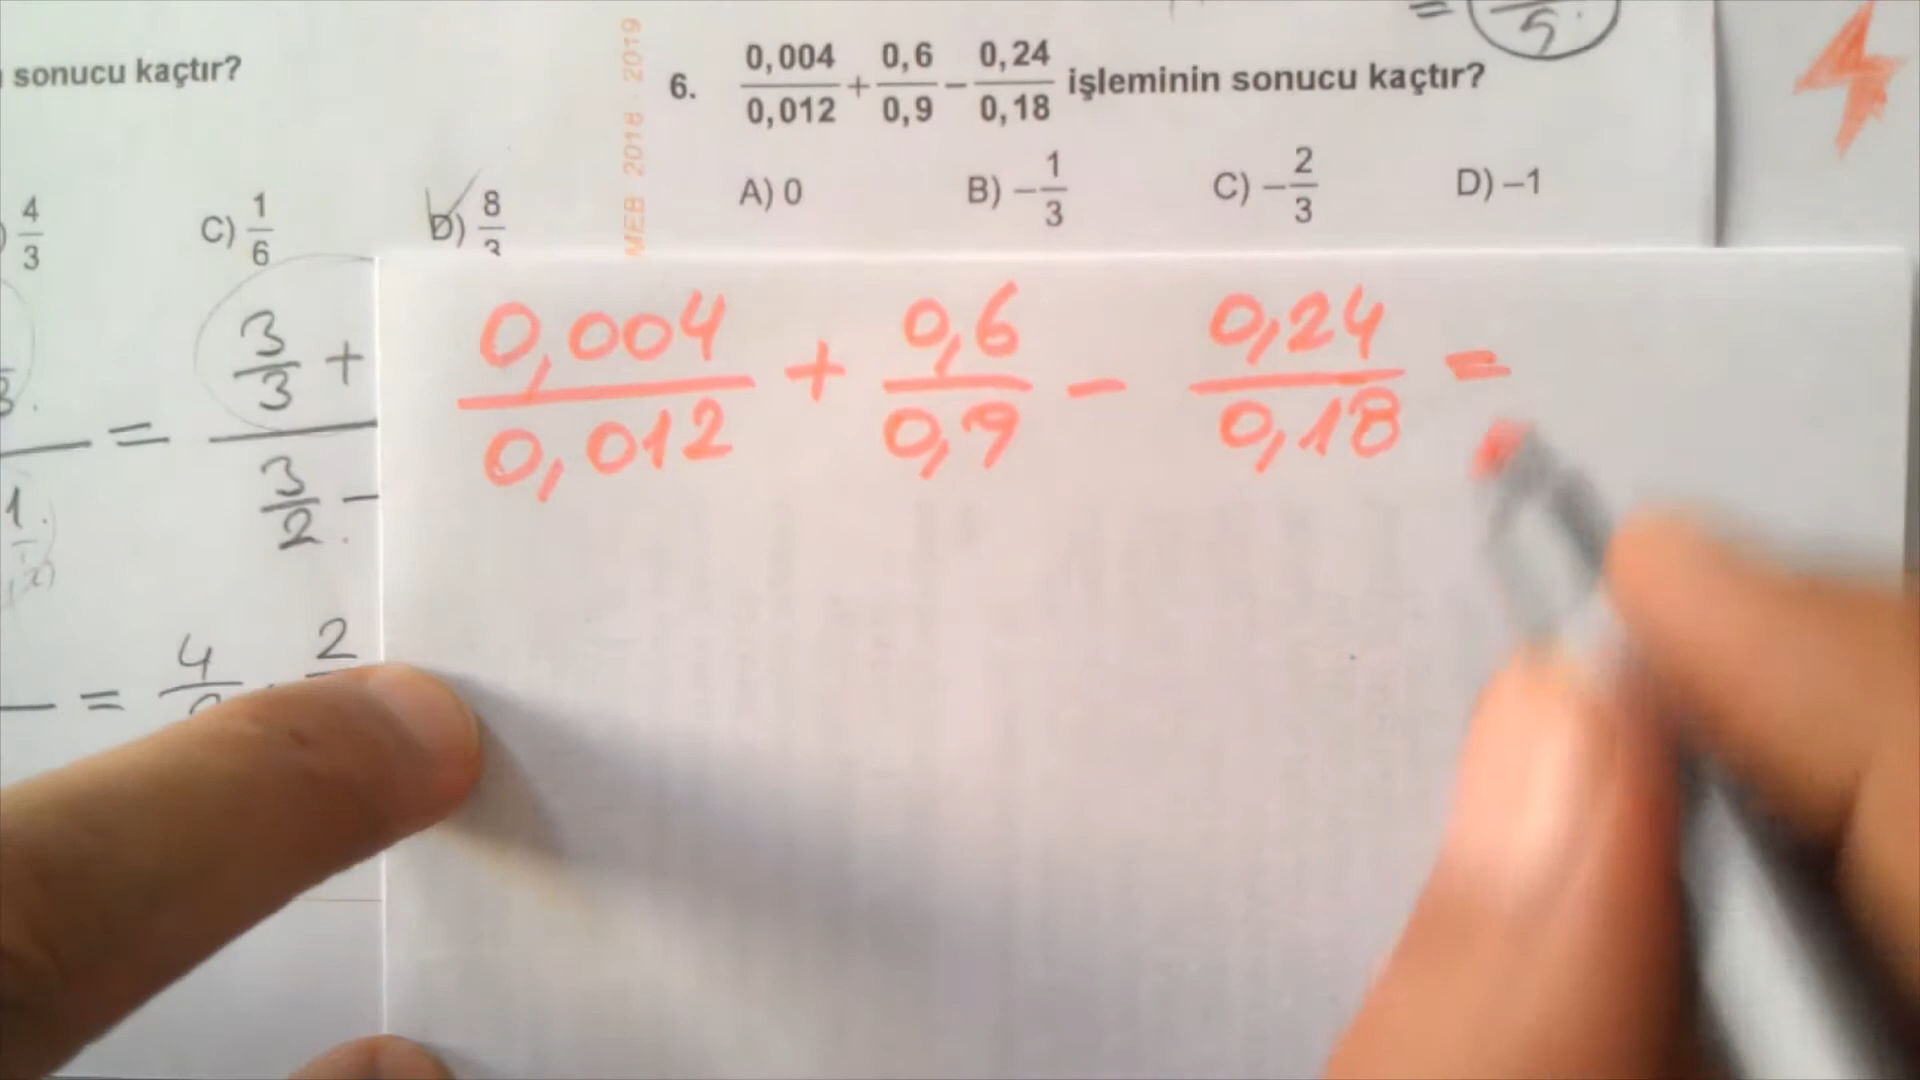 sonucu kaçtır?
4/3 C) 1/6 D) 8/3
MEB 2018 - 2019
= 5
6. 0,004/0,012 + 0,6/0,9 - 0,24/0,18 işleminin sonucu kaçtır?
A) 0 B) -1/3 C) -2/3 D) -1
= 3/3 +
3/2 -
1
= 4 2
0,004/0,012 + 0,6/0,9 - 0,24/0,18 =